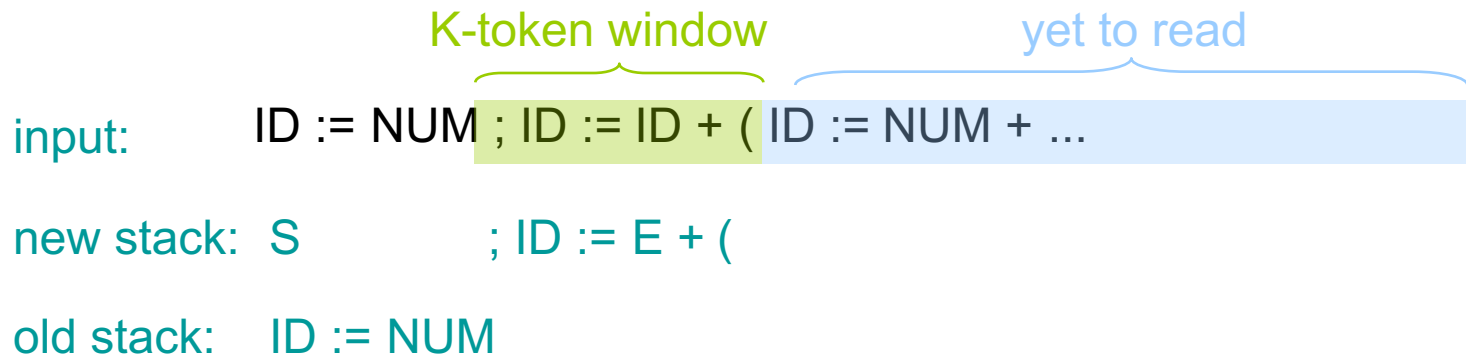 K-token window yet to read
input: ID := NUM ; ID := ID + ( ID := NUM + ...
new stack: S ; ID := E + (
old stack: ID := NUM